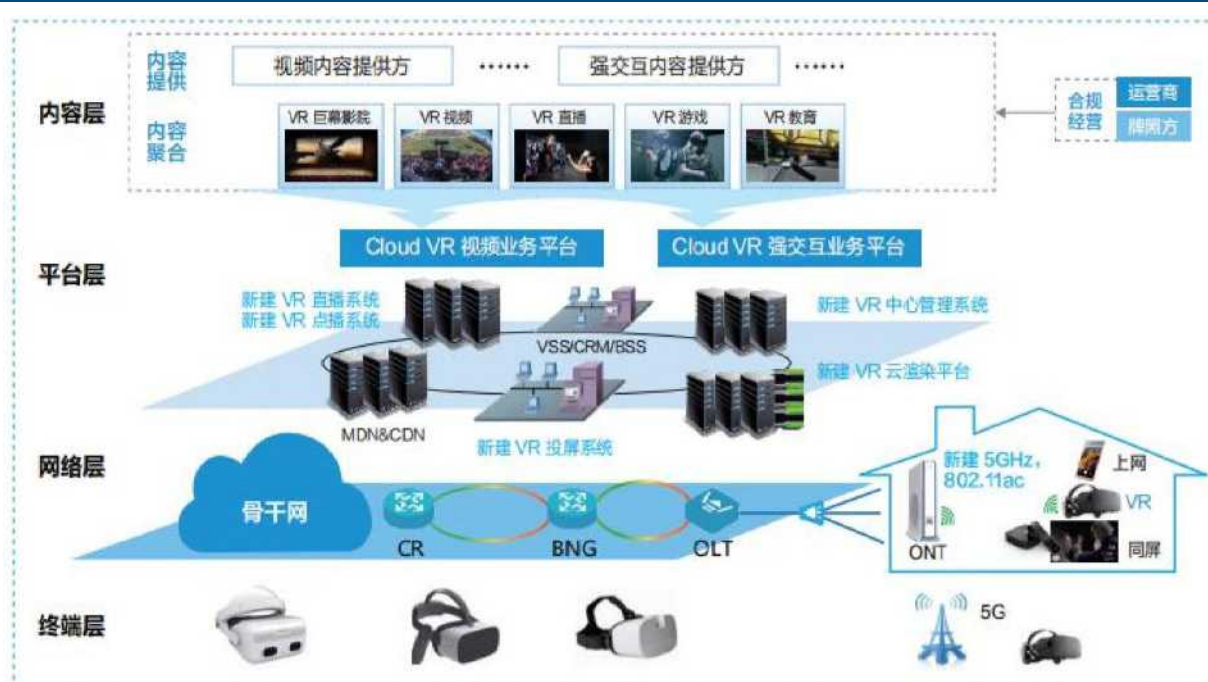 内容层
内容
提供
视频内容提供方
……
强交互内容提供方
……
内容
聚合
VR 巨幕影院
VR 视频
VR 直播
VR 游戏
VR 教育
合规
经营
运营商
牌照方
平台层
Cloud VR 视频业务平台
Cloud VR 强交互业务平台
新建 VR 直播系统
新建 VR 点播系统
VSS/CRM/BSS
新建 VR 中心管理系统
MDN&CDN
新建 VR 投屏系统
新建 VR 云渲染平台
网络层
骨干网
CR
BNG
OLT
新建 5GHz，
802.11ac
ONT
上网
VR
同屏
终端层
5G